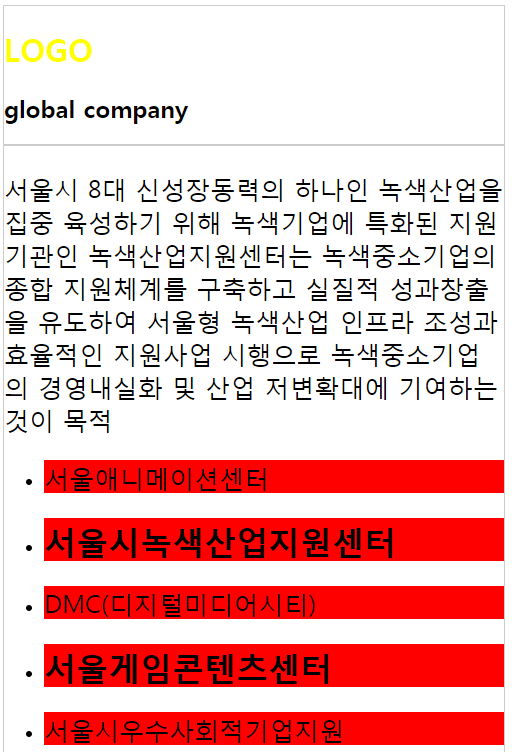 LOGO
global company
서울시 8대 신성장동력의 하나인 녹색산업을
집중 육성하기 위해 녹색기업에 특화된 지원
기관인 녹색산업지원센터는 녹색중소기업의
종합 지원체계를 구축하고 실질적 성과창출
을 유도하여 서울형 녹색산업 인프라 조성과
효율적인 지원사업 시행으로 녹색중소기업
의 경영내실화 및 산업 저변확대에 기여하는
것이 목적
서울애니메이션센터
서울시녹색산업지원센터
DMC(디지털미디어시티)
서울게임콘텐츠센터
서울시우수사회적기업지원